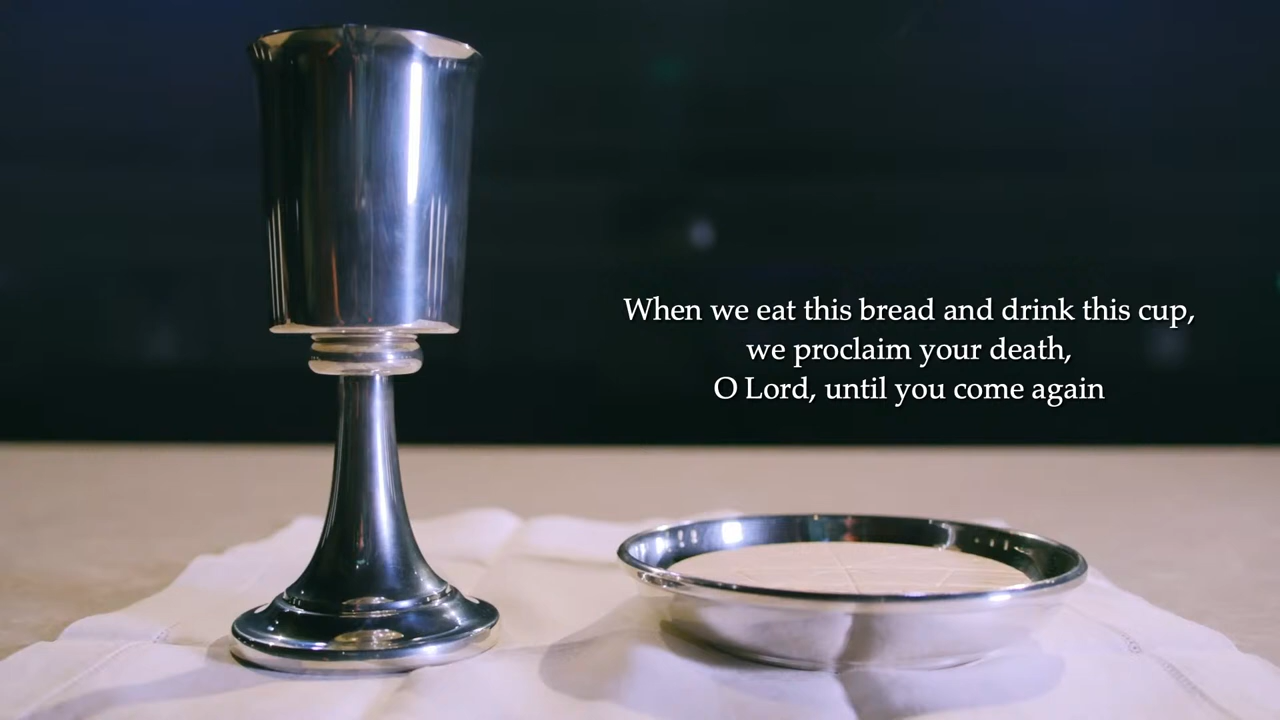 When we eat this bread and drink this cup,
we proclaim your death,
O Lord, until you come again